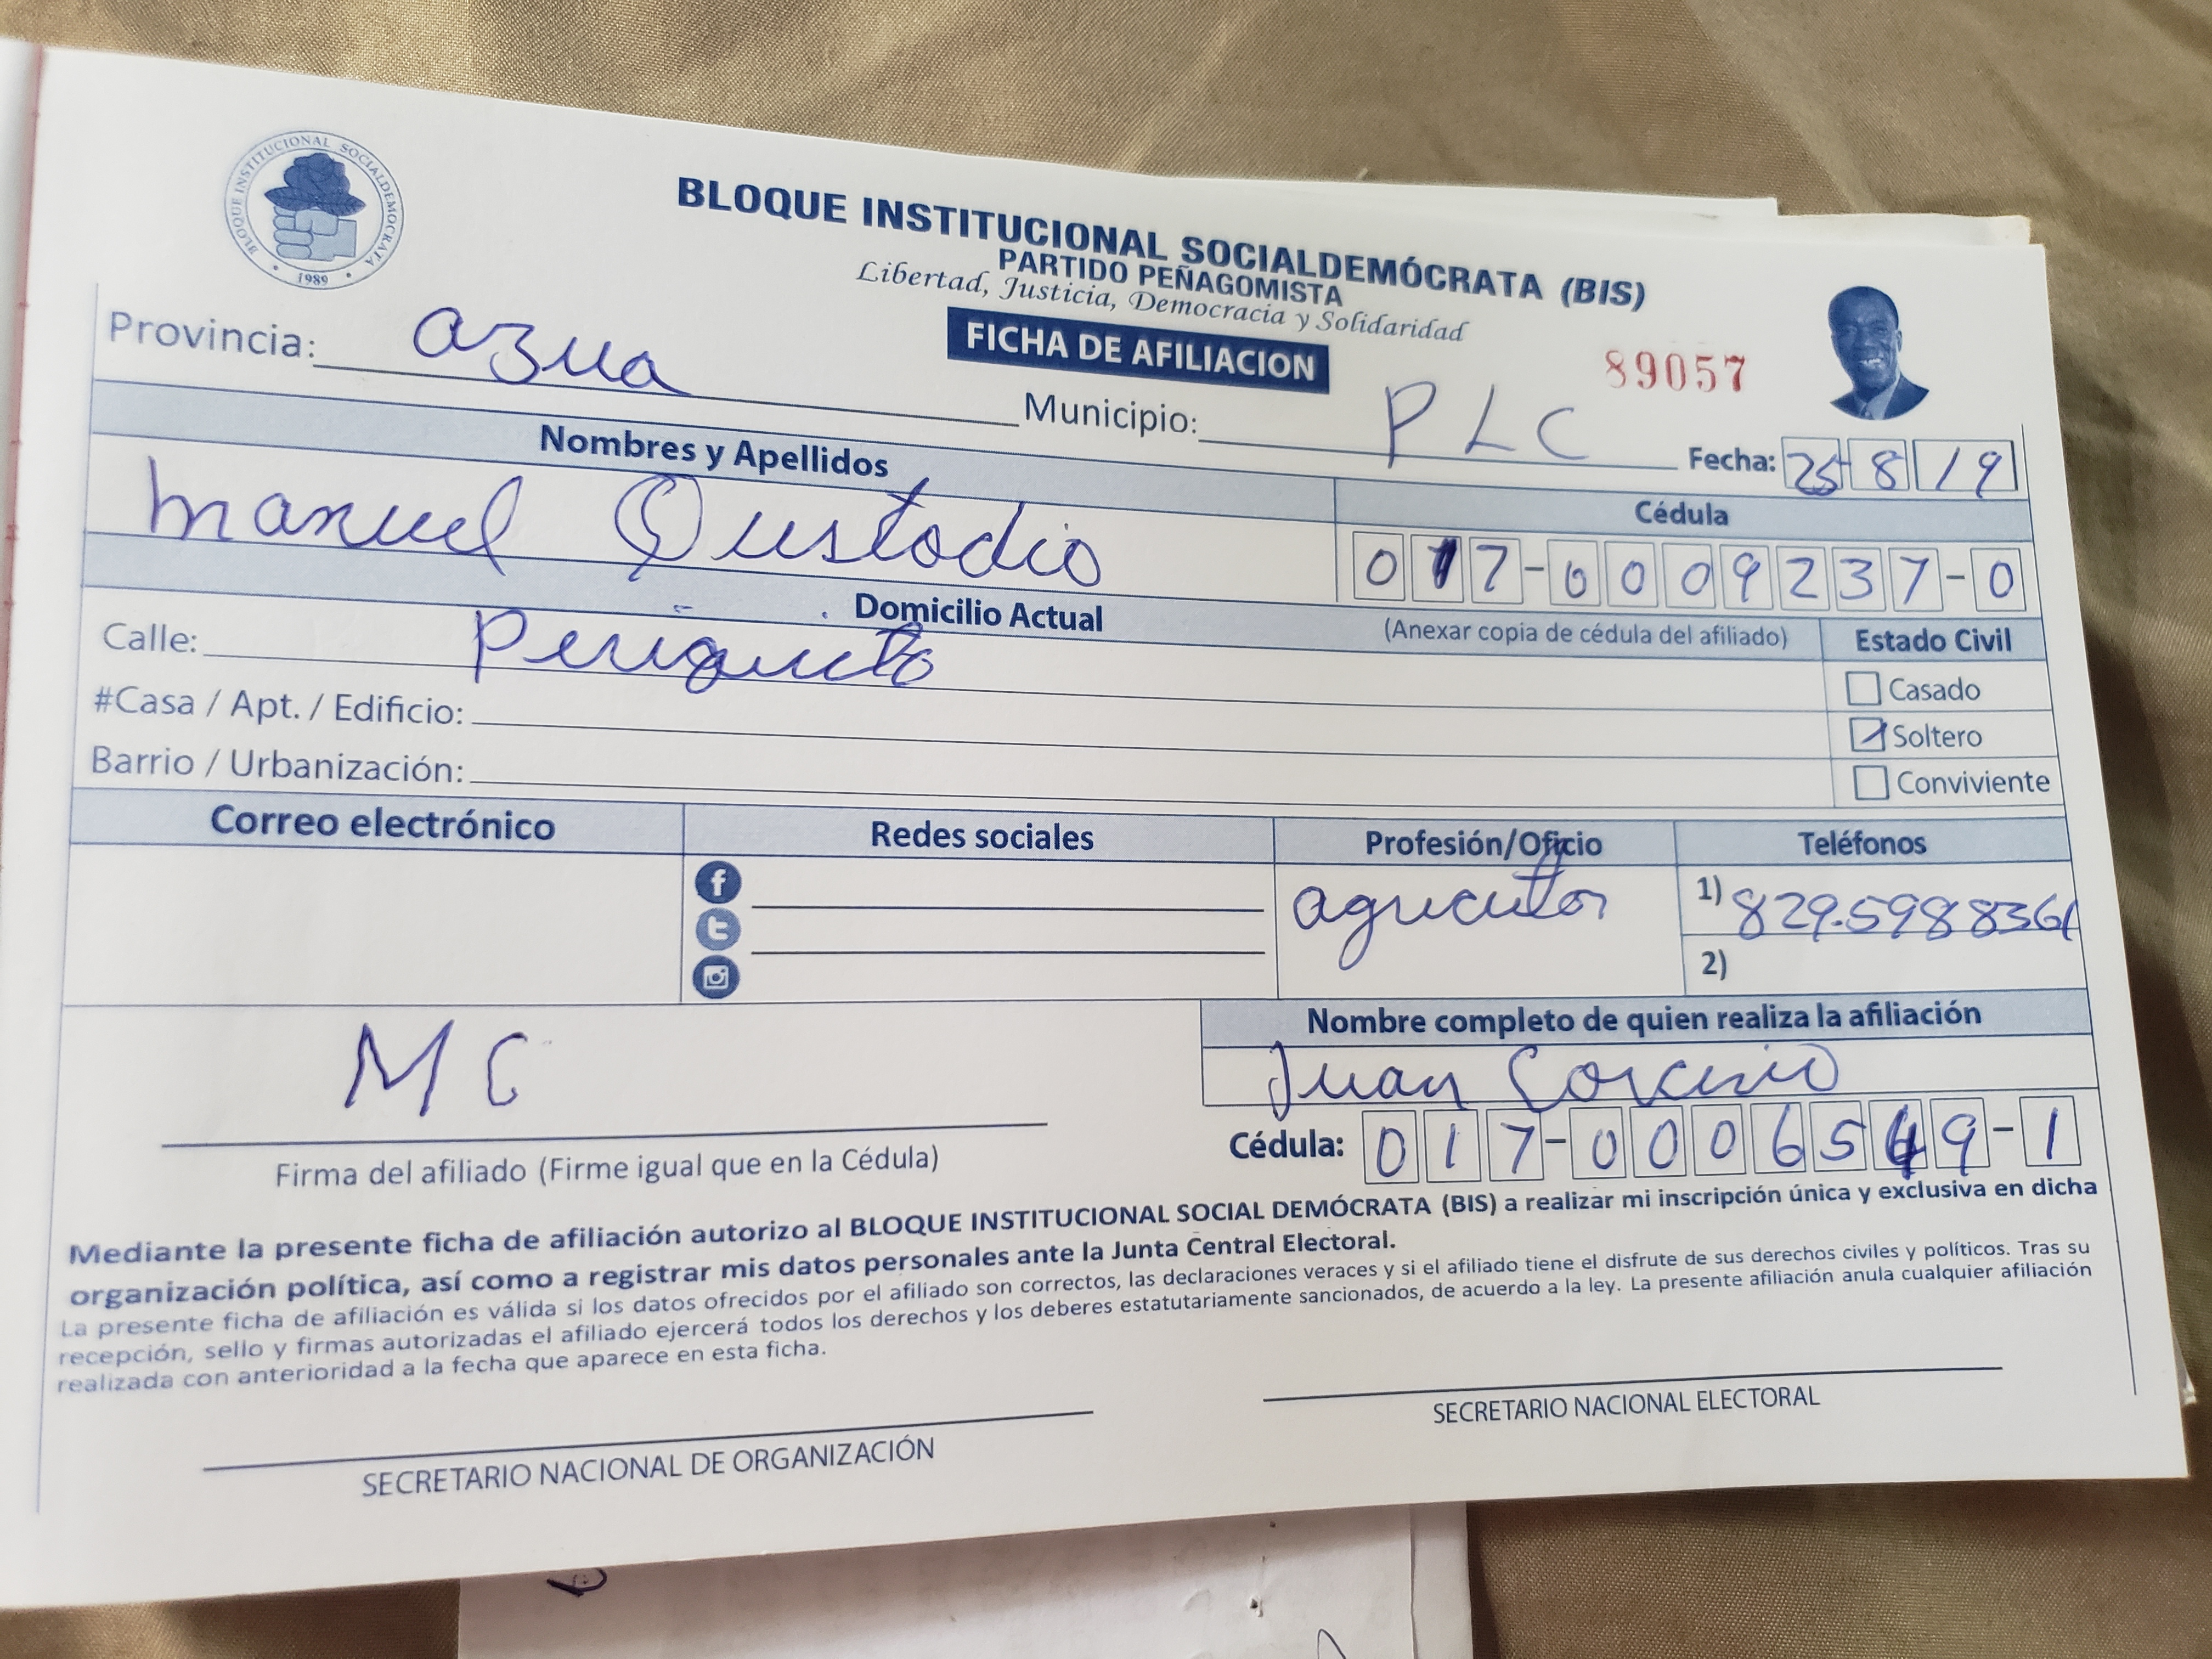 BLOQUE INSTITUCIONAL SOCIALDEMOCRATA
1989
BLOQUE INSTITUCIONAL SOCIALDEMÓCRATA (BIS)
PARTIDO PEÑAGOMISTA
Libertad, Justicia, Democracia y Solidaridad
FICHA DE AFILIACION
89057
Provincia: azua
Municipio: PLC
Fecha: 25 8 19
Nombres y Apellidos
Cédula
Manuel Custodio
017-0009237-0
Domicilio Actual
(Anexar copia de cédula del afiliado)
Estado Civil
Calle: Periquito
Casado
#Casa / Apt. / Edificio:
Soltero
Barrio / Urbanización:
Conviviente
Correo electrónico
Redes sociales
Profesión/Oficio
Teléfonos
agricultor
1) 829.598836
2)
Nombre completo de quien realiza la afiliación
MC
Juan
Cédula: 017-0006549-1
Firma del afiliado (Firme igual que en la Cédula)
Mediante la presente ficha de afiliación autorizo al BLOQUE INSTITUCIONAL SOCIAL DEMÓCRATA (BIS) a realizar mi inscripción única y exclusiva en dicha
organización política, así como a registrar mis datos personales ante la Junta Central Electoral.
La presente ficha de afiliación es válida si los datos ofrecidos por el afiliado son correctos, las declaraciones veraces y si el afiliado tiene el disfrute de sus derechos civiles y políticos. Tras su
recepción, sello y firmas autorizadas el afiliado ejercerá todos los derechos y los deberes estatutariamente sancionados, de acuerdo a la ley. La presente afiliación anula cualquier afiliación
realizada con anterioridad a la fecha que aparece en esta ficha.
SECRETARIO NACIONAL DE ORGANIZACIÓN
SECRETARIO NACIONAL ELECTORAL